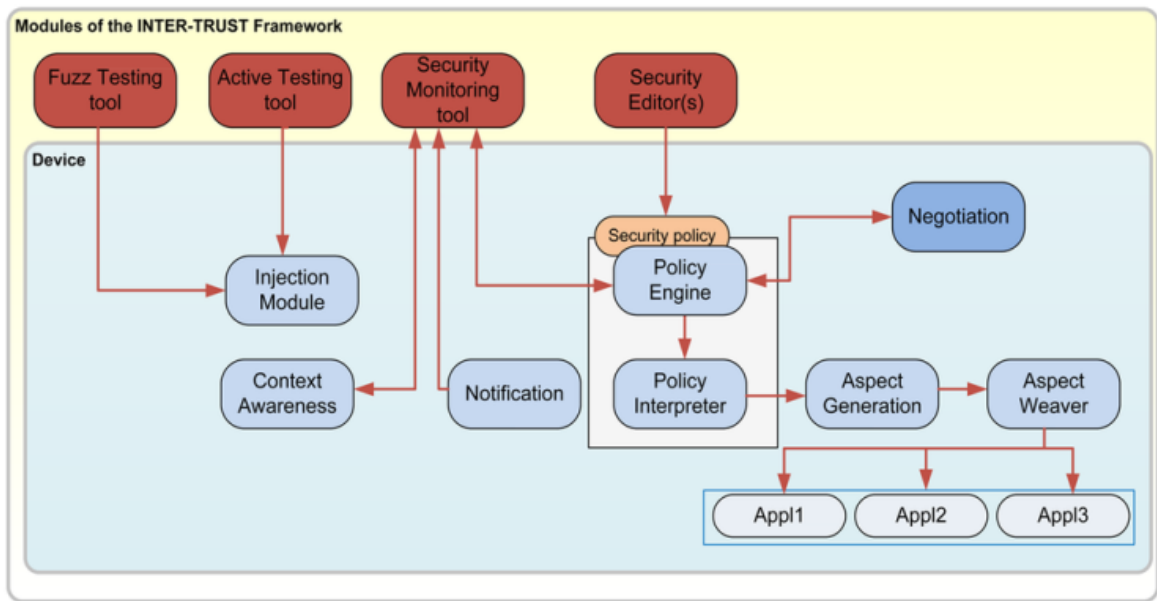 Modules of the INTER-TRUST Framework
Fuzz Testing
tool
Active Testing
tool
Security
Monitoring
tool
Security
Editor(s)
Device
Negotiation
Security policy
Policy
Engine
Injection
Module
Context
Awareness
Notification
Policy
Interpreter
Aspect
Generation
Aspect
Weaver
Appl1
Appl2
Appl3